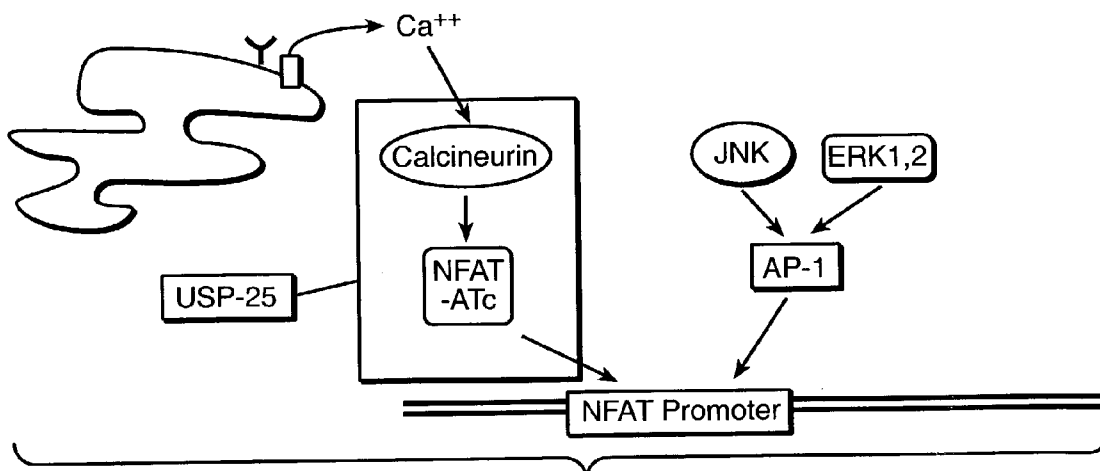 Ca++
Calcineurin
JNK
ERK1,2
NFAT
-ATc
AP-1
USP-25
NFAT Promoter